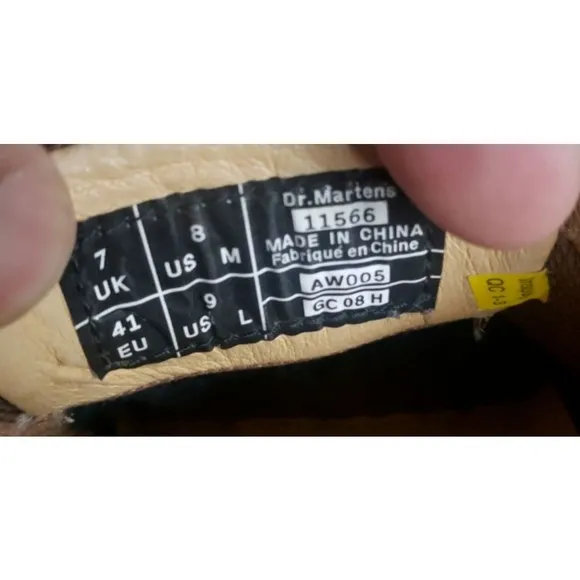 7
UK
8
US M
41
EU
9
US L
Dr.Martens
11566
MADE IN CHINA
Fabriqué en Chine
AW005
GC 08 H
QC